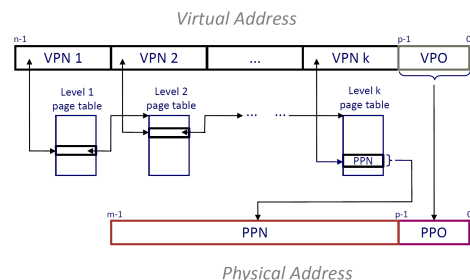 Virtual Address
n-1 p-1 0
VPN 1 VPN 2 ... VPN k VPO
Level 1 page table
Level 2 page table
... ...
Level k page table
PPN
m-1 p-1 0
PPN PPO
Physical Address